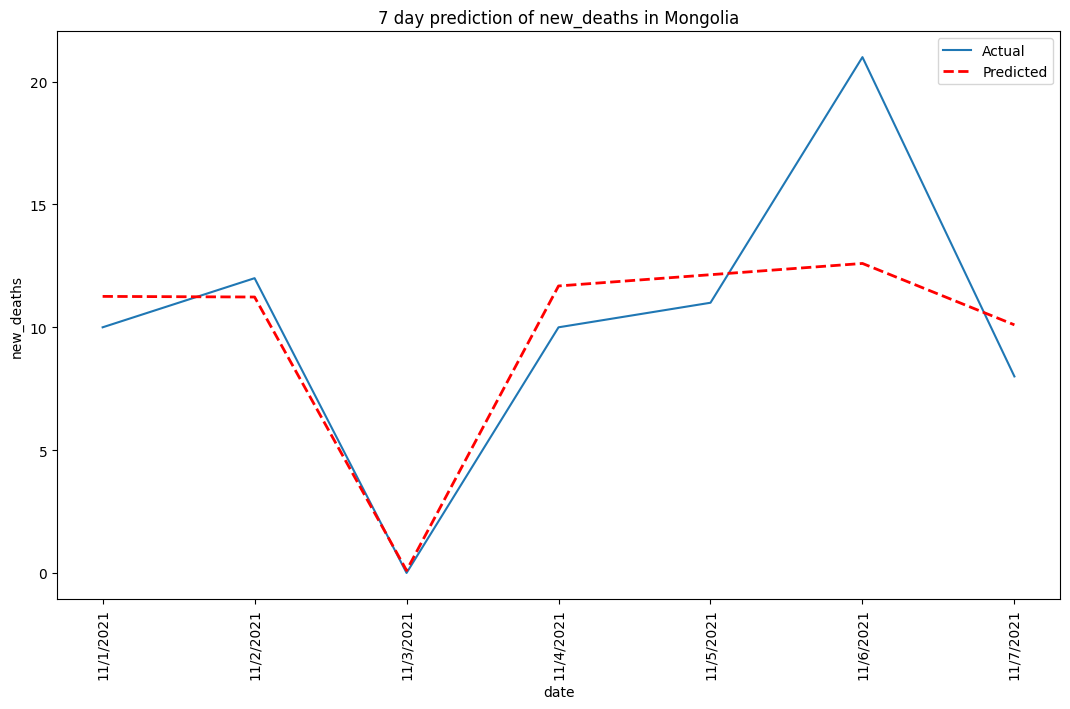 7 day prediction of new_deaths in Mongolia
Actual
Predicted
new_deaths
20
15
10
5
0
11/1/2021
11/2/2021
11/3/2021
11/4/2021
11/5/2021
11/6/2021
11/7/2021
date